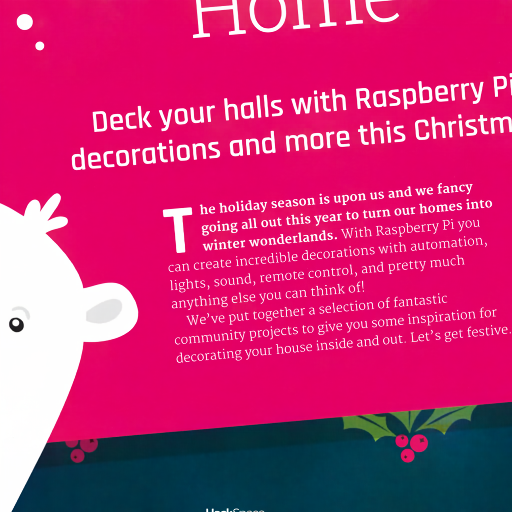 Home
Deck your halls with Raspberry Pi
decorations and more this Christm
The holiday season is upon us and we fancy
going all out this year to turn our homes into
winter wonderlands. With Raspberry Pi you
can create incredible decorations with automation,
lights, sound, remote control, and pretty much
anything else you can think of!
We’ve put together a selection of fantastic
community projects to give you some inspiration for
decorating your house inside and out. Let’s get festive.
HackSpace